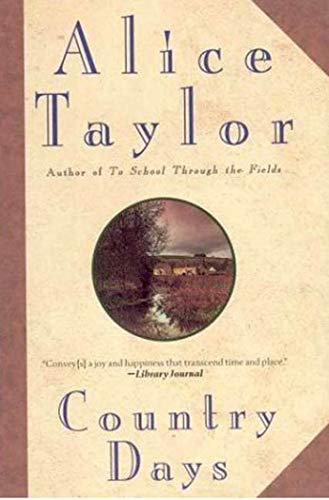 Alice
Taylor
Author of To School Through the Fields
"Convey[s] a joy and happiness that transcend time and place."
—Library Journal
Country
Days